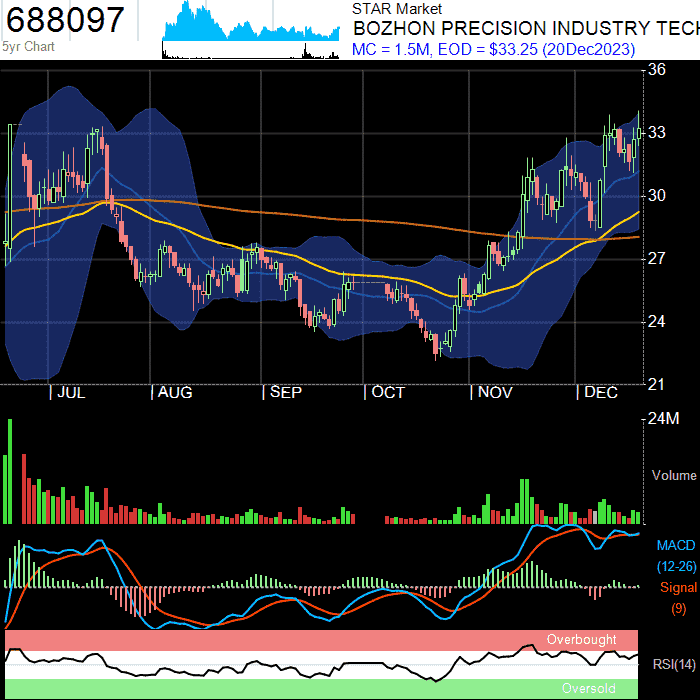 688097
5yr Chart
STAR Market
BOZHON PRECISION INDUSTRY TECH
MC = 1.5M, EOD = $33.25 (20Dec2023)
36
33
30
27
24
21
JUL
AUG
SEP
OCT
NOV
DEC
24M
Volume
MACD
(12-26)
Signal
(9)
Overbought
RSI(14)
Oversold